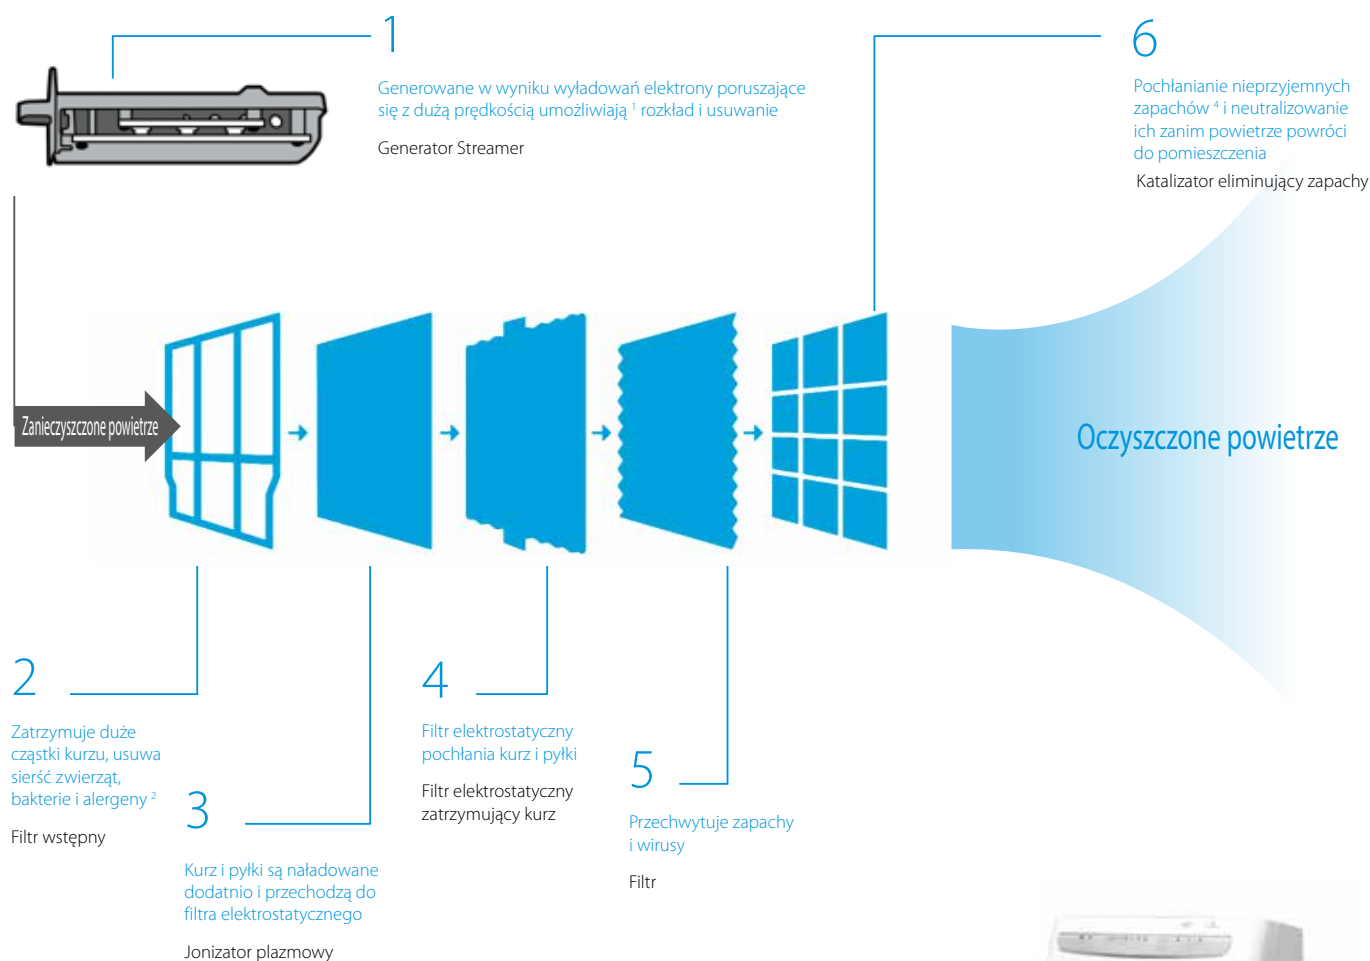 1
Generowane w wyniku wyładowań elektrony poruszające
się z dużą prędkością umożliwiają ¹ rozkład i usuwanie
Generator Streamer
6
Pochłanianie nieprzyjemnych
zapachów ⁴ i neutralizowanie
ich zanim powietrze powróci
do pomieszczenia
Katalizator eliminujący zapachy
Zanieczyszczone powietrze
Oczyszczone powietrze
2
Zatrzymuje duże
cząstki kurzu, usuwa
sierść zwierząt,
bakterie i alergeny ²
Filtr wstępny
3
Kurz i pyłki są naładowane
dodatnio i przechodzą do
filtra elektrostatycznego
Jonizator plazmowy
4
Filtr elektrostatyczny
pochłania kurz i pyłki
Filtr elektrostatyczny
zatrzymujący kurz
5
Przechwytuje zapachy
i wirusy
Filtr